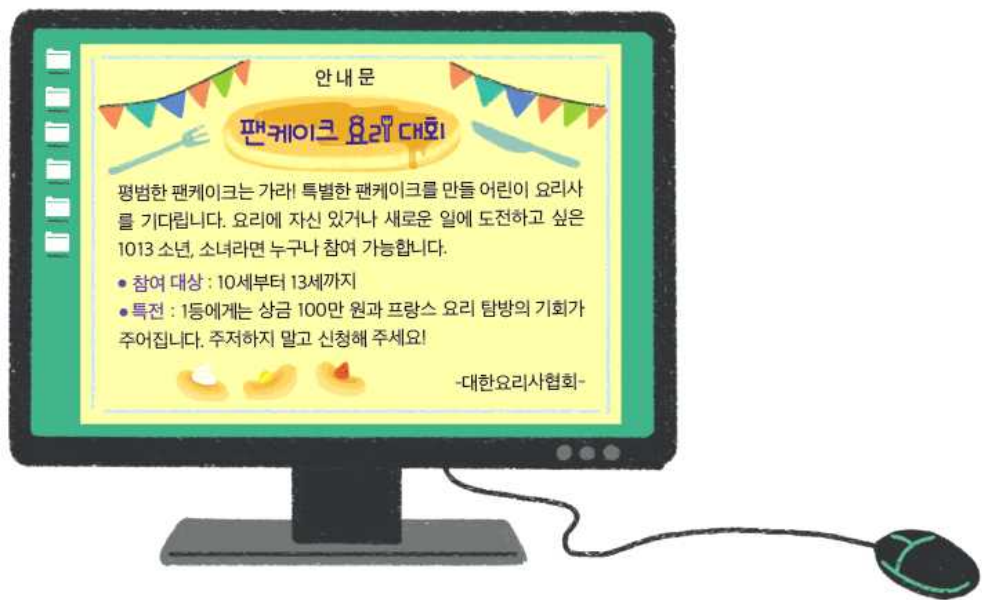 안내문
팬케이크 요리 대회
평범한 팬케이크는 가라! 특별한 팬케이크를 만들 어린이 요리사
를 기다립니다. 요리에 자신 있거나 새로운 일에 도전하고 싶은
1013 소년, 소녀라면 누구나 참여 가능합니다.
• 참여 대상 : 10세부터 13세까지
• 특전 : 1등에게는 상금 100만 원과 프랑스 요리 탐방의 기회가
주어집니다. 주저하지 말고 신청해 주세요!
-대한요리사협회-